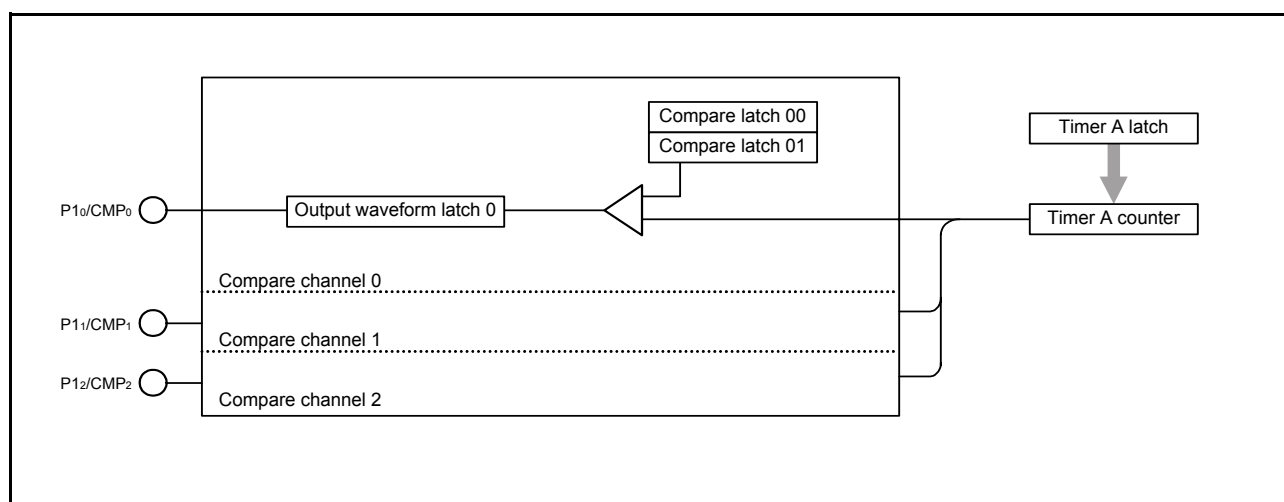 Compare latch 00
Compare latch 01
Timer A latch
P1₀/CMP₀
Output waveform latch 0
Timer A counter
Compare channel 0
P1₁/CMP₁
Compare channel 1
P1₂/CMP₂
Compare channel 2